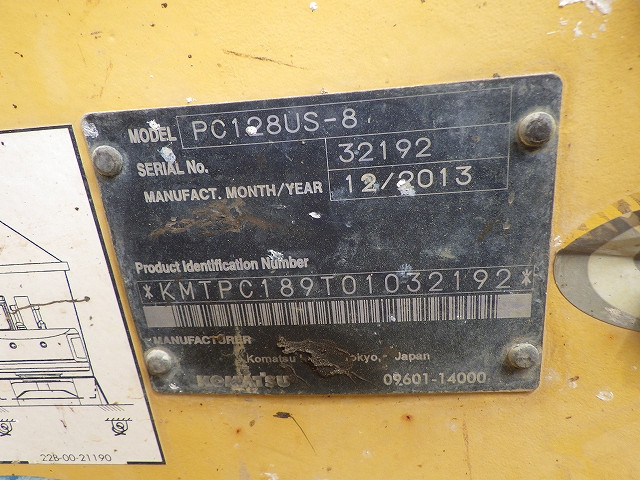 MODEL PC128US-8
SERIAL No. 32192
MANUFACT. MONTH/YEAR 12/2013
Product Identification Number
*KMTPC189T01032192*
MANUFACTURER
Komatsu Tokyo, Japan
KOMATSU 09601-14000
22B-00-21190